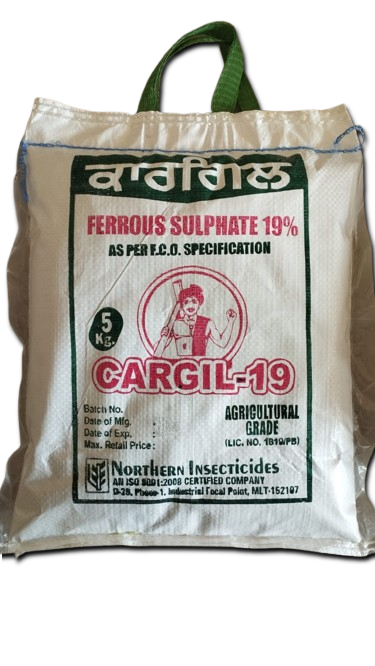 ਕਾਰਗਿਲ
FERROUS SULPHATE 19%
AS PER F.C.O. SPECIFICATION
5
Kg.
CARGIL-19
Batch No.
Date of Mfg. :
Date of Exp. :
Max. Retail Price :
AGRICULTURAL
GRADE
(LIC. NO. 1819/PB)
NORTHERN INSECTICIDES
AN ISO 9001:2008 CERTIFIED COMPANY
D-25, Phase-1, Industrial Focal Point, MLT-152107